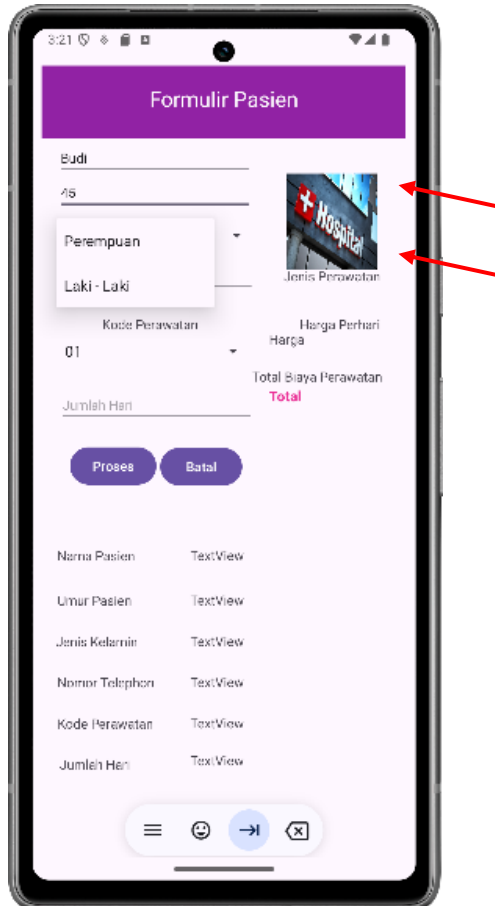 3:21
Formulir Pasien
Budi
45
Hospital
Perempuan
Laki - Laki
Jenis Perawatan
Kode Perawatan
Harga Perhari
Harga
01
Total Biaya Perawatan
Total
Jumlah Hari
Proses
Batal
Nama Pasien TextView
Umur Pasien TextView
Jenis Kelamin TextView
Nomor Telephon TextView
Kode Perawatan TextView
Jumlah Hari TextView